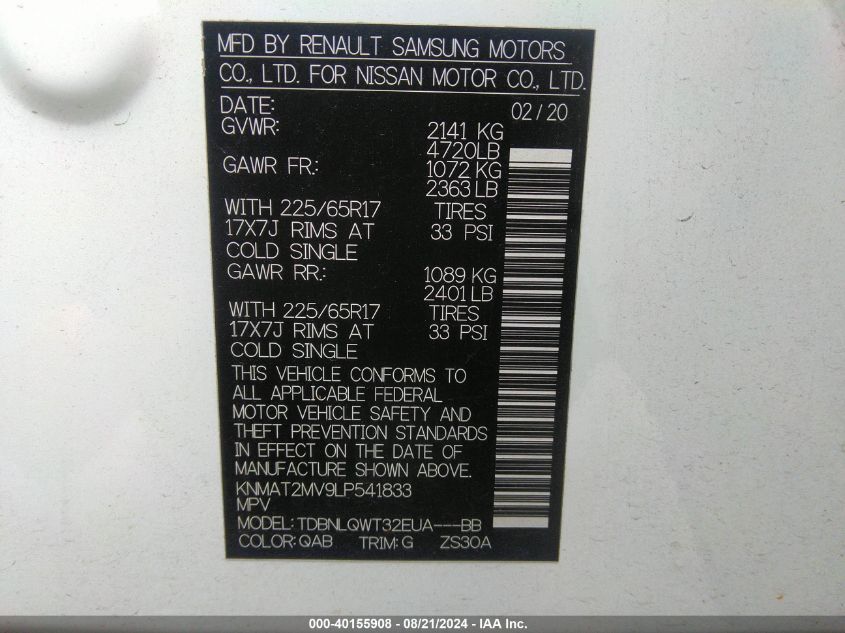 MFD BY RENAULT SAMSUNG MOTORS
CO., LTD. FOR NISSAN MOTOR CO., LTD.
DATE: 02/20
GVWR: 2141 KG
4720LB
GAWR FR.: 1072 KG
2363 LB
WITH 225/65R17 TIRES
17X7J RIMS AT 33 PSI
COLD SINGLE
GAWR RR.: 1089 KG
2401 LB
WITH 225/65R17 TIRES
17X7J RIMS AT 33 PSI
COLD SINGLE
THIS VEHICLE CONFORMS TO
ALL APPLICABLE FEDERAL
MOTOR VEHICLE SAFETY AND
THEFT PREVENTION STANDARDS
IN EFFECT ON THE DATE OF
MANUFACTURE SHOWN ABOVE.
KNMAT2MV9LP541833
MPV
MODEL: TDBNLQWT32EUA---BB
COLOR: QAB TRIM: G ZS30A
000-40155908 - 08/21/2024 - IAA Inc.